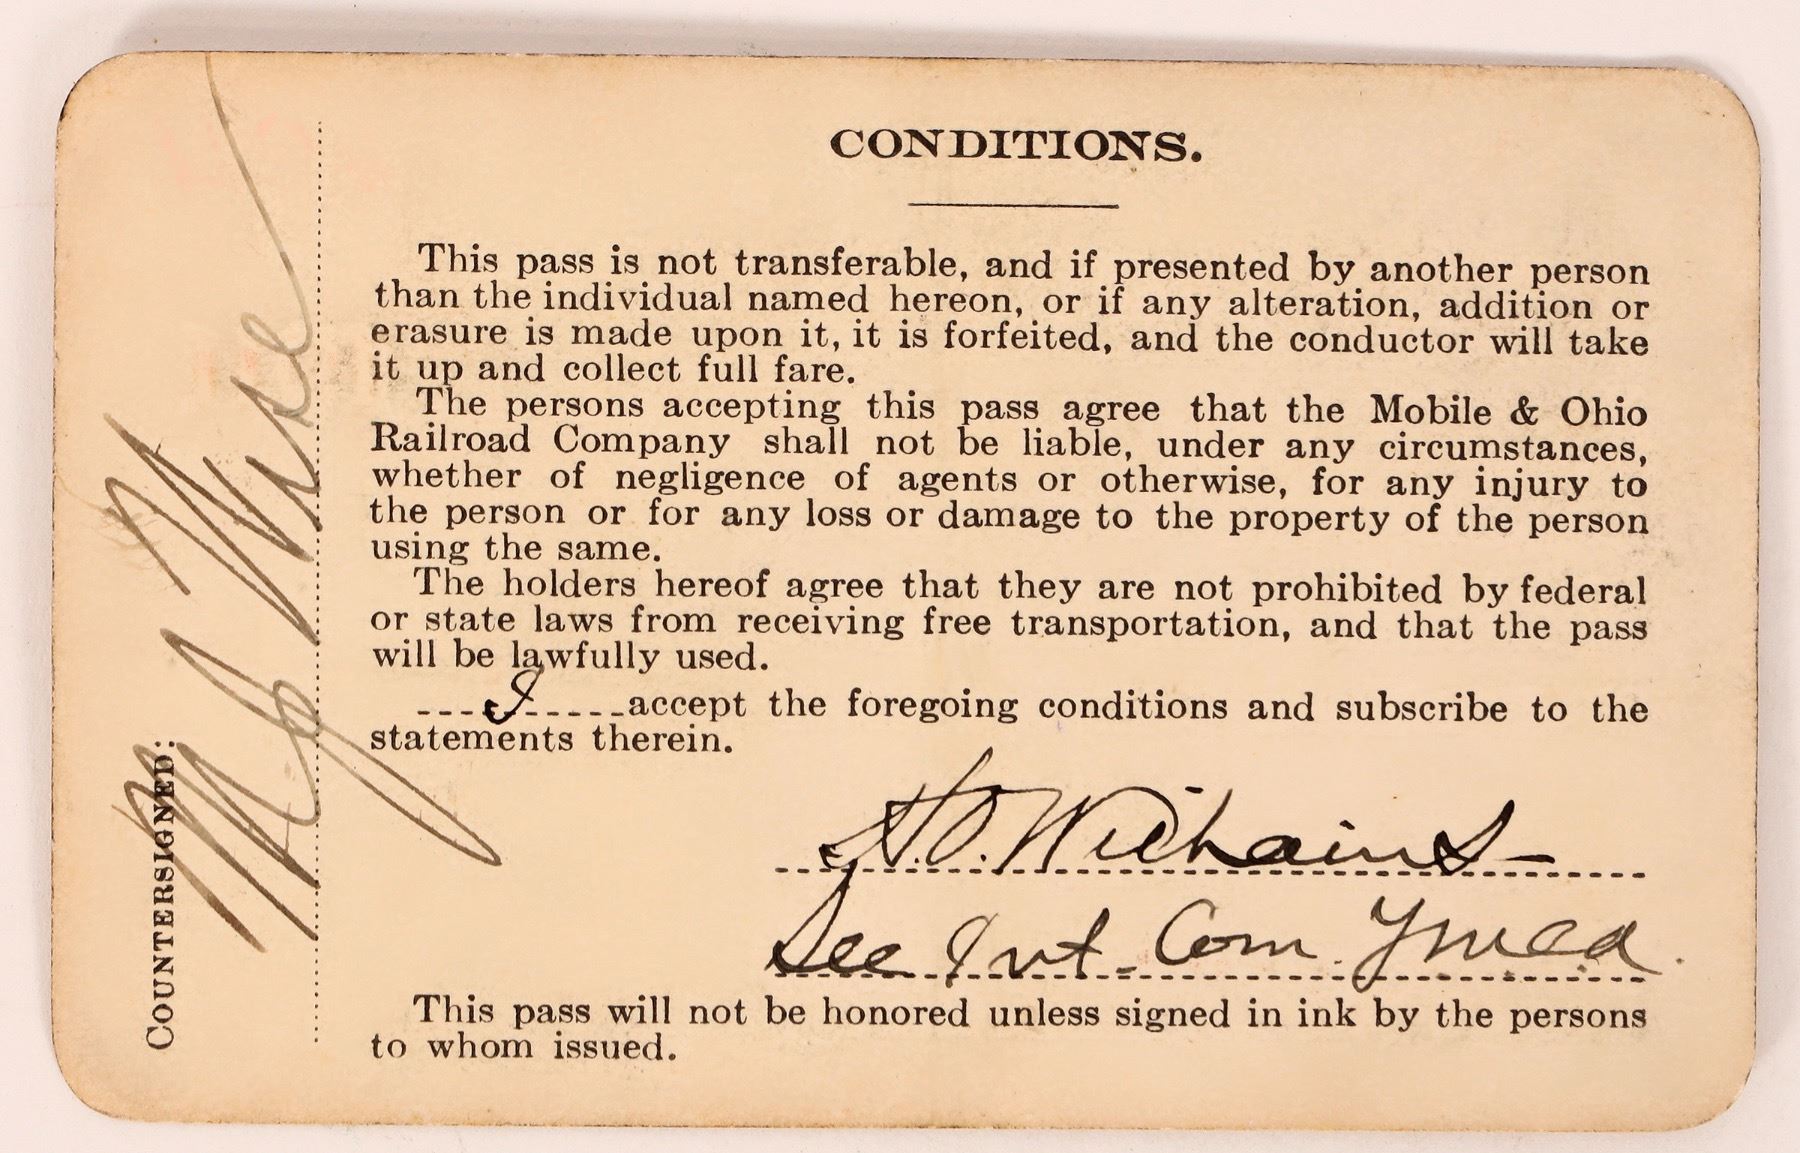 CONDITIONS.
This pass is not transferable, and if presented by another person
than the individual named hereon, or if any alteration, addition or
erasure is made upon it, it is forfeited, and the conductor will take
it up and collect full fare.
The persons accepting this pass agree that the Mobile & Ohio
Railroad Company shall not be liable, under any circumstances,
whether of negligence of agents or otherwise, for any injury to
the person or for any loss or damage to the property of the person
using the same.
The holders hereof agree that they are not prohibited by federal
or state laws from receiving free transportation, and that the pass
will be lawfully used.
I accept the foregoing conditions and subscribe to the
statements therein.
Int. Com
This pass will not be honored unless signed in ink by the persons
to whom issued.
COUNTERSIGNED:
Wise